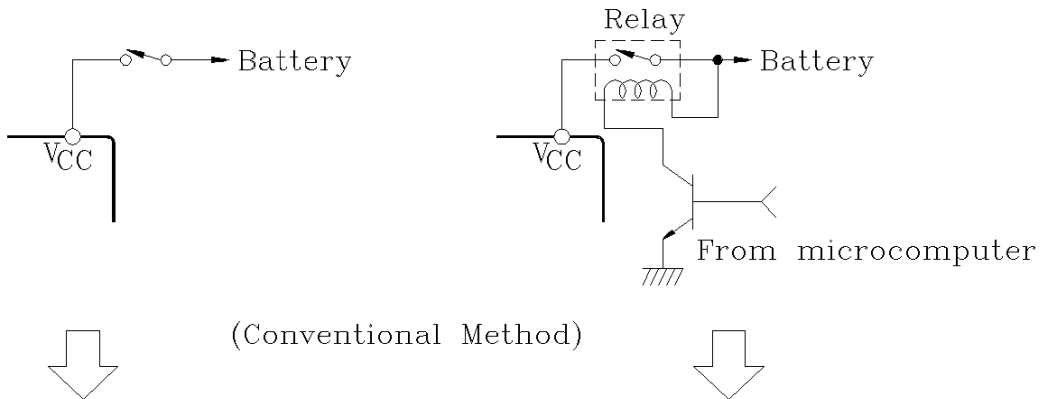 Relay
Battery
Battery
VCC
VCC
From microcomputer
(Conventional Method)